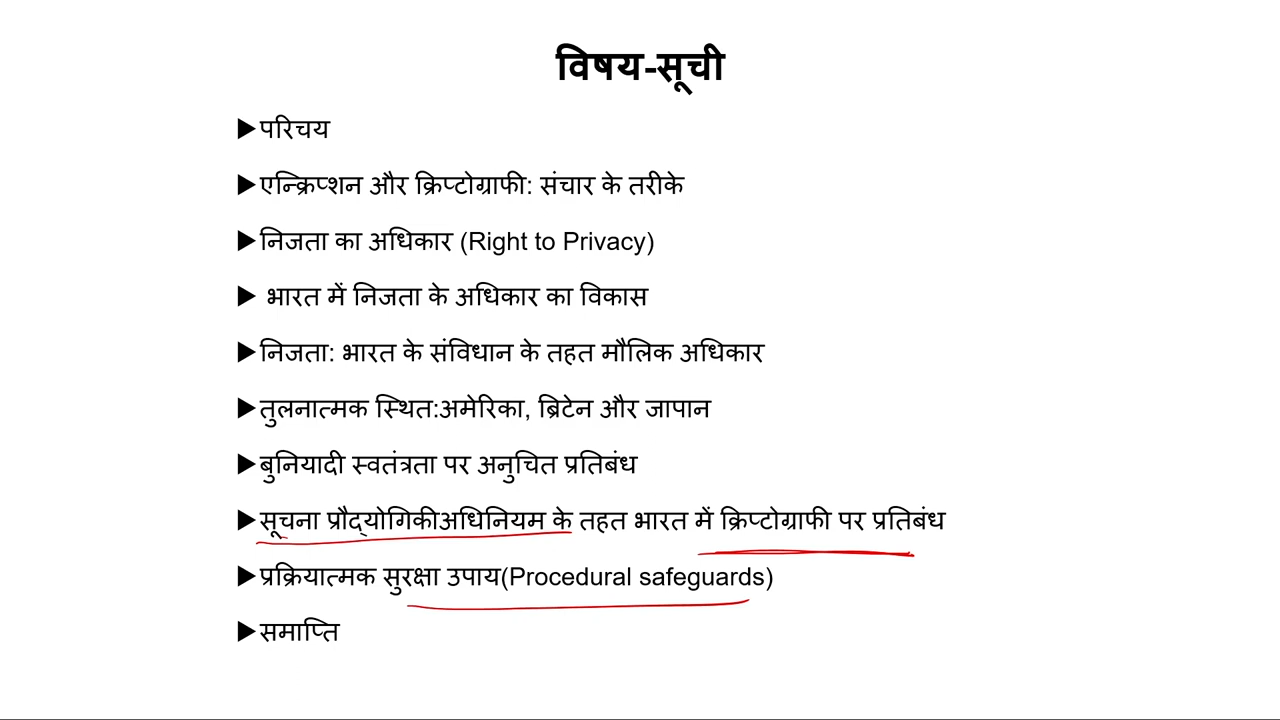 विषय-सूची
▶परिचय
▶एन्क्रिप्शन और क्रिप्टोग्राफी: संचार के तरीके
▶निजता का अधिकार (Right to Privacy)
▶ भारत में निजता के अधिकार का विकास
▶निजता: भारत के संविधान के तहत मौलिक अधिकार
▶तुलनात्मक स्थित:अमेरिका, ब्रिटेन और जापान
▶बुनियादी स्वतंत्रता पर अनुचित प्रतिबंध
▶सूचना प्रौद्योगिकीअधिनियम के तहत भारत में क्रिप्टोग्राफी पर प्रतिबंध
▶प्रक्रियात्मक सुरक्षा उपाय(Procedural safeguards)
▶समाप्ति